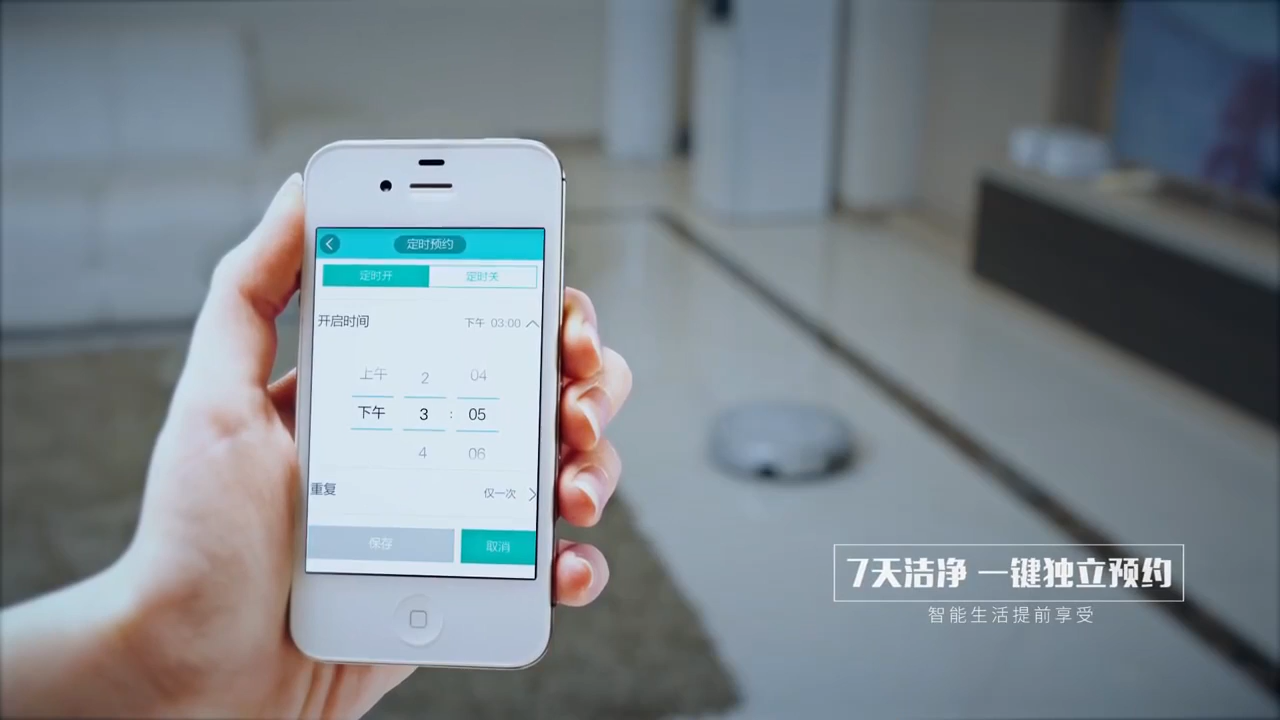 定时预约
定时开 定时关
开启时间 下午 03:00
上午 2 04
下午 3 : 05
4 06
重复 仅一次
保存 取消
7天洁净 一键独立预约
智能生活提前享受